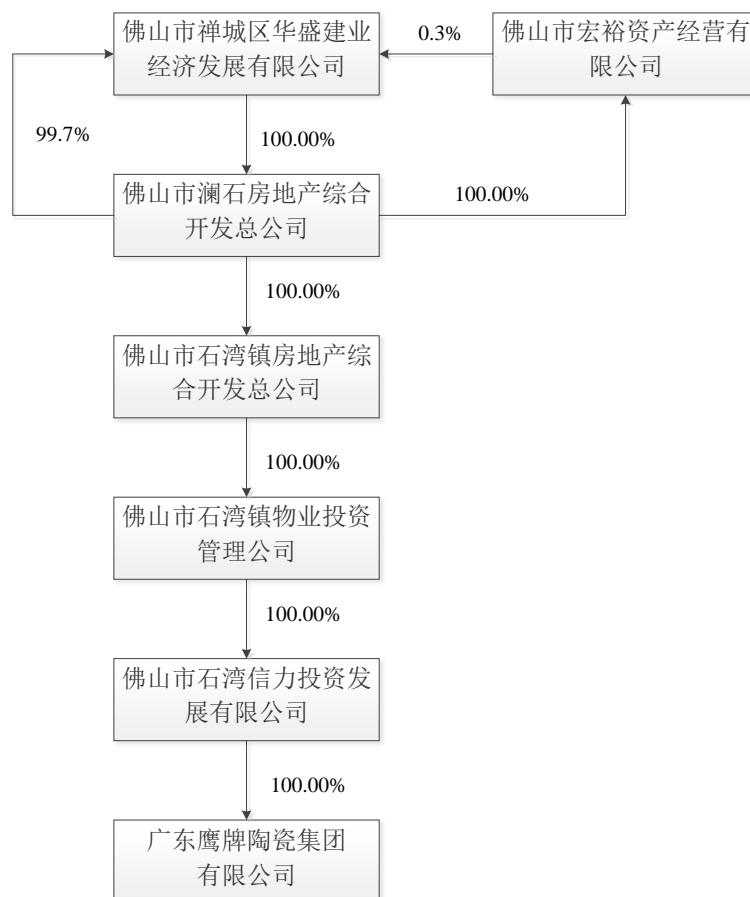 佛山市禅城区华盛建业
经济发展有限公司
0.3%
佛山市宏裕资产经营有
限公司
99.7%
100.00%
佛山市澜石房地产综合
开发总公司
100.00%
100.00%
佛山市石湾镇房地产综
合开发总公司
100.00%
佛山市石湾镇物业投资
管理公司
100.00%
佛山市石湾信力投资发
展有限公司
100.00%
广东鹰牌陶瓷集团
有限公司